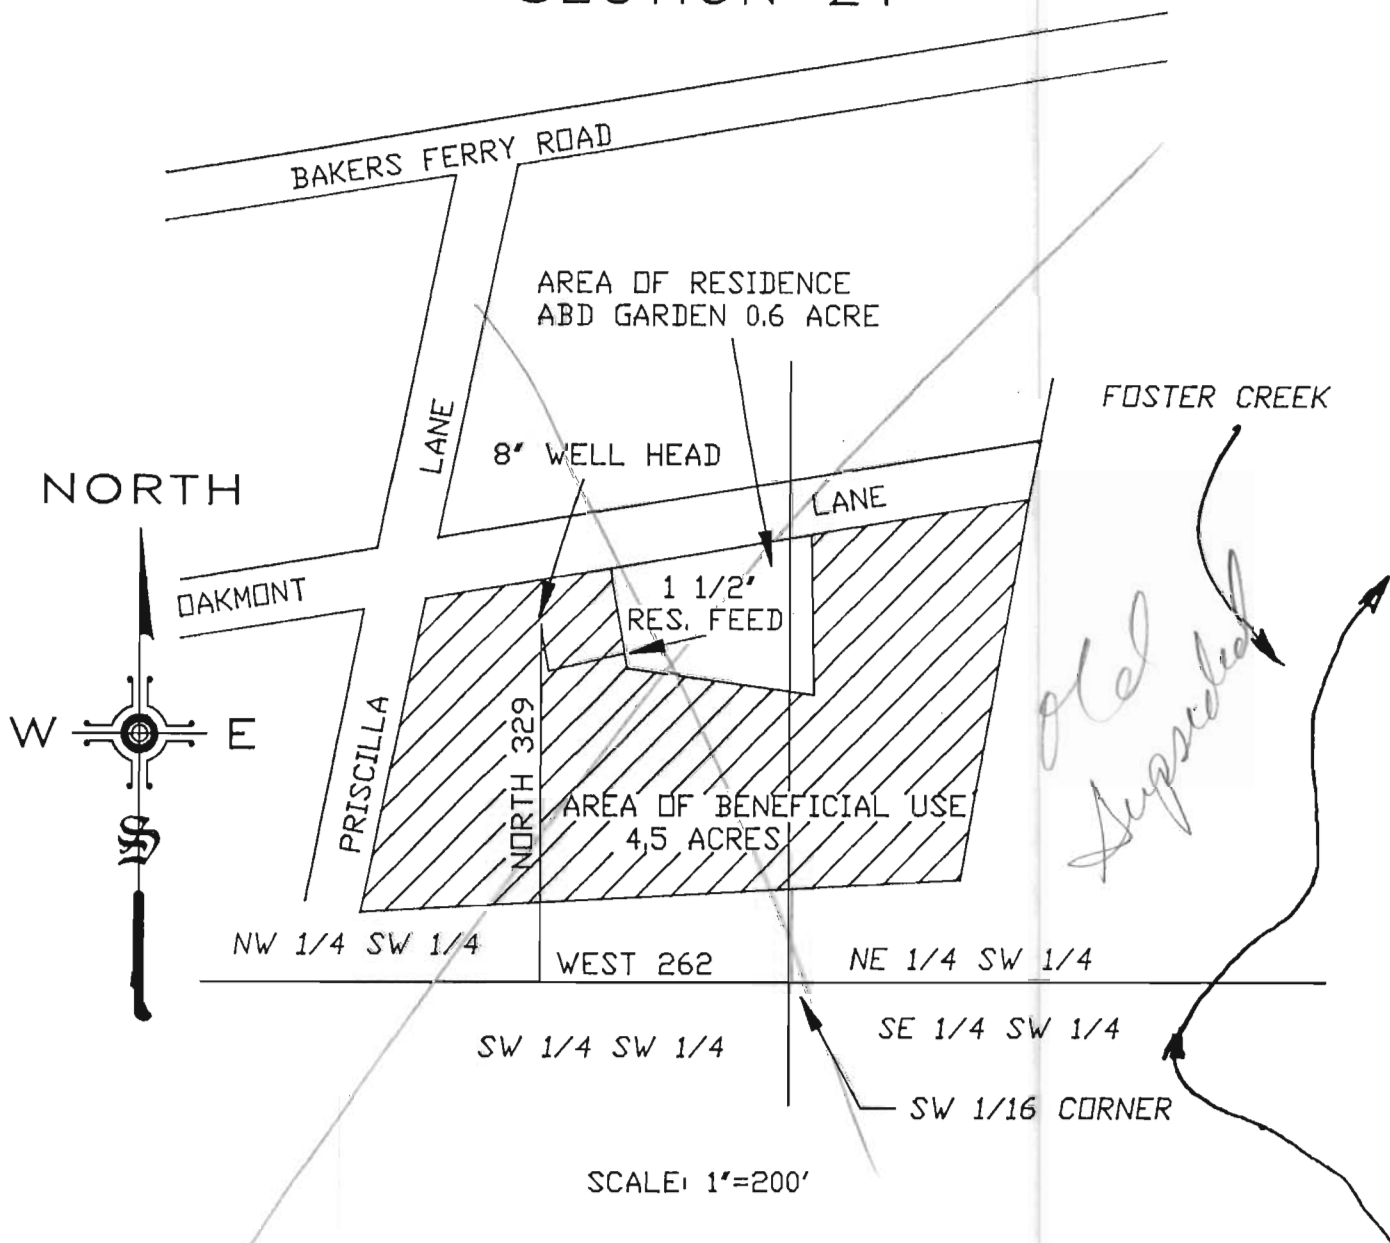 BAKERS FERRY ROAD
AREA OF RESIDENCE
ABD GARDEN 0.6 ACRE
FOSTER CREEK
LANE
8" WELL HEAD
NORTH
LANE
OAKMONT
1 1/2"
RES. FEED
old
W E
PRISCILLA
NORTH 329
AREA OF BENEFICIAL USE
4.5 ACRES
S
NW 1/4 SW 1/4
WEST 262
NE 1/4 SW 1/4
SW 1/4 SW 1/4
SE 1/4 SW 1/4
SW 1/16 CORNER
SCALE: 1"=200'